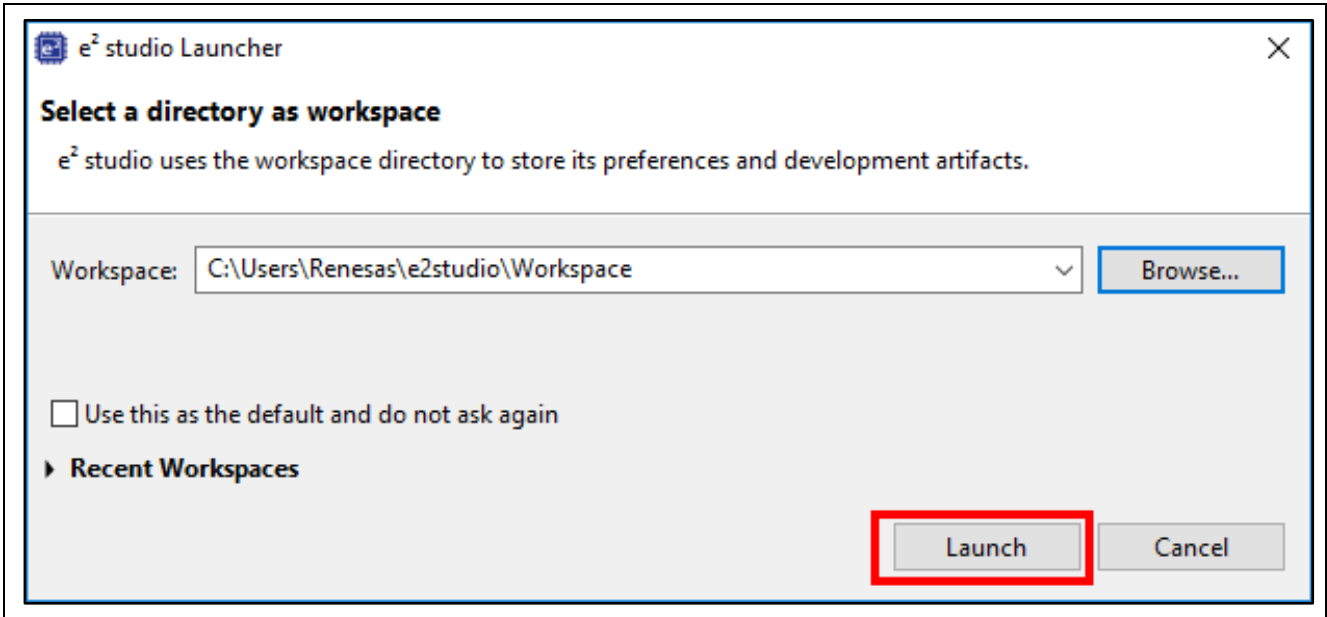 e² studio Launcher
Select a directory as workspace
e² studio uses the workspace directory to store its preferences and development artifacts.
Workspace: C:\Users\Renesas\e2studio\Workspace Browse...
Use this as the default and do not ask again
Recent Workspaces
Launch Cancel